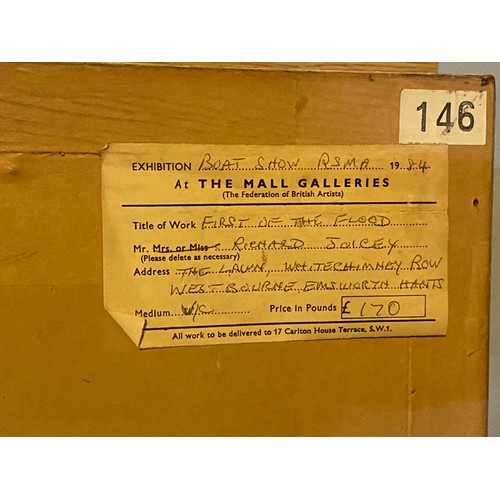 146
EXHIBITION BOAT SHOW RSMA 1984
At THE MALL GALLERIES
(The Federation of British Artists)
Title of Work FIRST OF THE FLOOD
Mr. Mrs. or Miss RICHARD JOICEY
(Please delete as necessary)
Address THE LAWN, WHITECHIMNEY ROW
WESTBOURNE, EMSWORTH HANTS
Medium W/C Price in Pounds £170
All work to be delivered to 17 Carlton House Terrace, S.W.1.